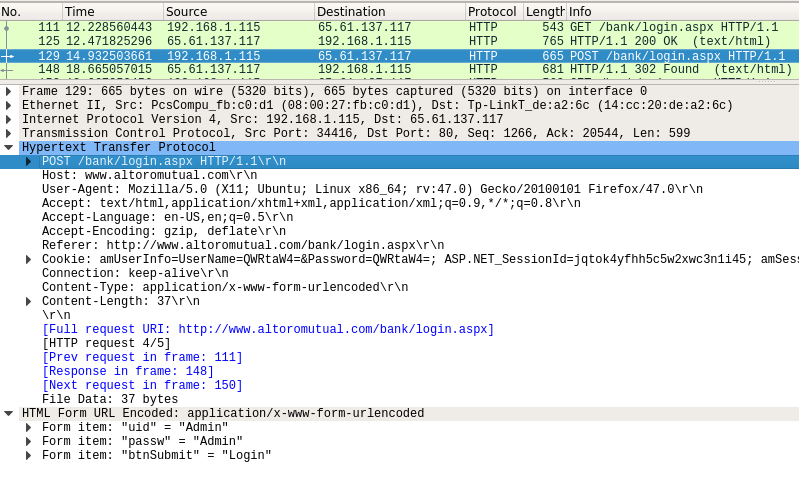 No. Time Source Destination Protocol Length Info
111 12.228560443 192.168.1.115 65.61.137.117 HTTP 543 GET /bank/login.aspx HTTP/1.1
125 12.471825296 65.61.137.117 192.168.1.115 HTTP 765 HTTP/1.1 200 OK (text/html)
129 14.932503661 192.168.1.115 65.61.137.117 HTTP 665 POST /bank/login.aspx HTTP/1.1
148 18.665057015 65.61.137.117 192.168.1.115 HTTP 681 HTTP/1.1 302 Found (text/html)
Frame 129: 665 bytes on wire (5320 bits), 665 bytes captured (5320 bits) on interface 0
Ethernet II, Src: PcsCompu_fb:c0:d1 (08:00:27:fb:c0:d1), Dst: Tp-LinkT_de:a2:6c (14:cc:20:de:a2:6c)
Internet Protocol Version 4, Src: 192.168.1.115, Dst: 65.61.137.117
Transmission Control Protocol, Src Port: 34416, Dst Port: 80, Seq: 1266, Ack: 20544, Len: 599
Hypertext Transfer Protocol
POST /bank/login.aspx HTTP/1.1\r\n
Host: www.altoromutual.com\r\n
User-Agent: Mozilla/5.0 (X11; Ubuntu; Linux x86_64; rv:47.0) Gecko/20100101 Firefox/47.0\r\n
Accept: text/html,application/xhtml+xml,application/xml;q=0.9,*/*;q=0.8\r\n
Accept-Language: en-US,en;q=0.5\r\n
Accept-Encoding: gzip, deflate\r\n
Referer: http://www.altoromutual.com/bank/login.aspx\r\n
Cookie: amUserInfo=UserName=QWRtaW4=&Password=QWRtaW4=; ASP.NET_SessionId=jqtok4yfhh5c5w2xwc3n1i45; amSes
Connection: keep-alive\r\n
Content-Type: application/x-www-form-urlencoded\r\n
Content-Length: 37\r\n
\r\n
[Full request URI: http://www.altoromutual.com/bank/login.aspx]
[HTTP request 4/5]
[Prev request in frame: 111]
[Response in frame: 148]
[Next request in frame: 150]
File Data: 37 bytes
HTML Form URL Encoded: application/x-www-form-urlencoded
Form item: "uid" = "Admin"
Form item: "passw" = "Admin"
Form item: "btnSubmit" = "Login"